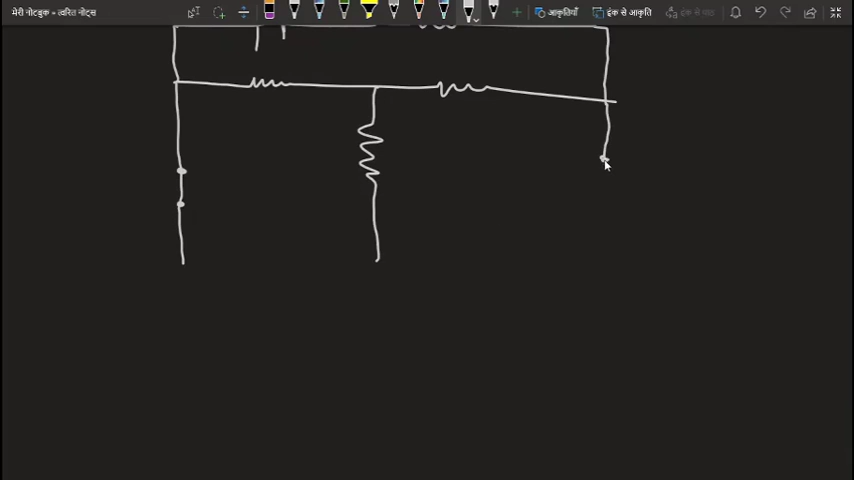 मेरी नोटबुक » त्वरित नोट्स
आकृतियाँ
इंक से आकृति
इंक से पाठ